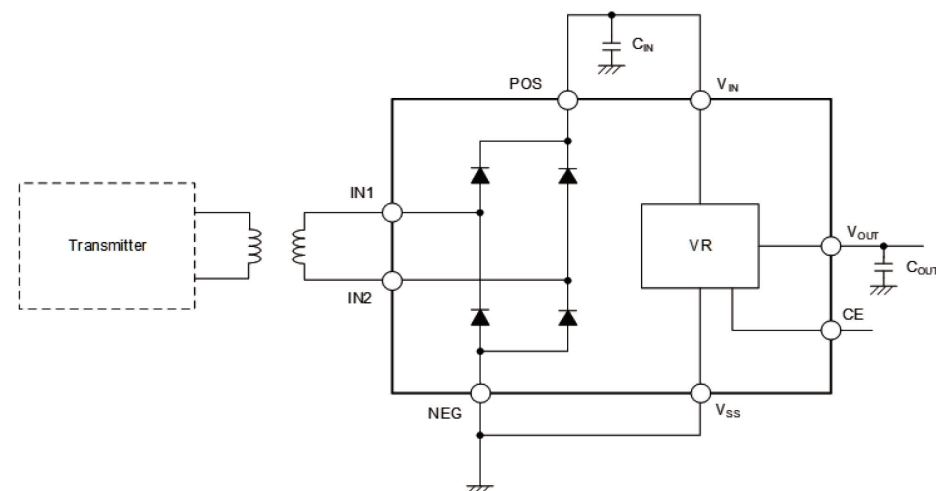 C_IN
POS
V_IN
IN1
Transmitter
VR
V_OUT
C_OUT
IN2
CE
NEG
V_SS